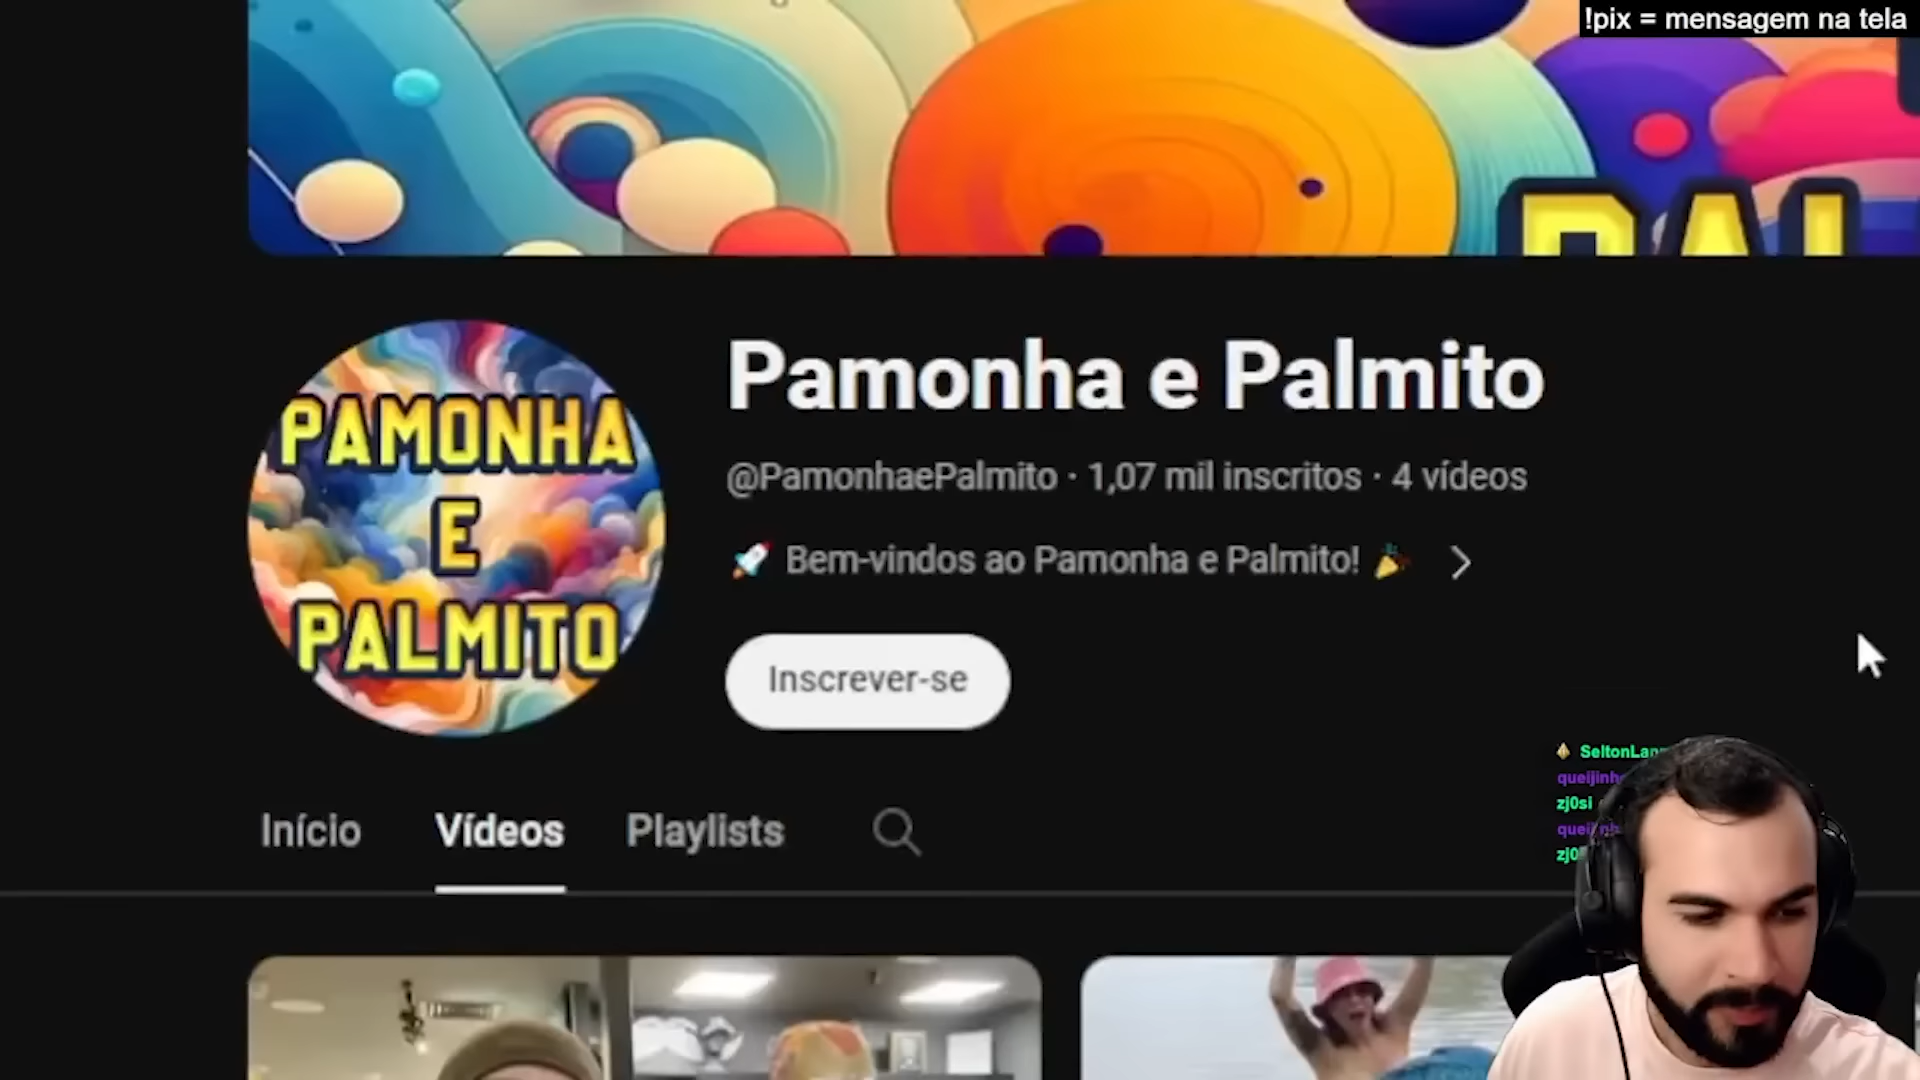 !pix = mensagem na tela
PAMONHA
E
PALMITO
Pamonha e Palmito
@PamonhaePalmito · 1,07 mil inscritos · 4 vídeos
🚀 Bem-vindos ao Pamonha e Palmito! 🎉
Inscrever-se
Início Vídeos Playlists
zj0si